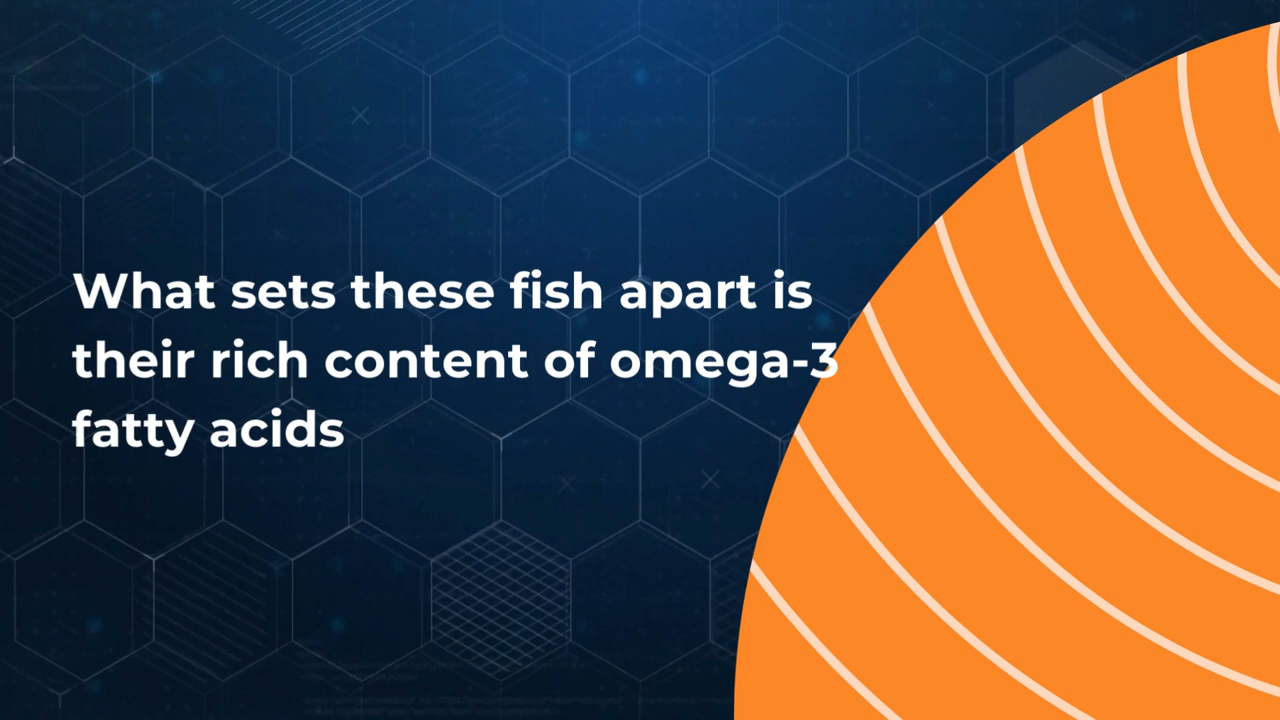 What sets these fish apart is
their rich content of omega-3
fatty acids